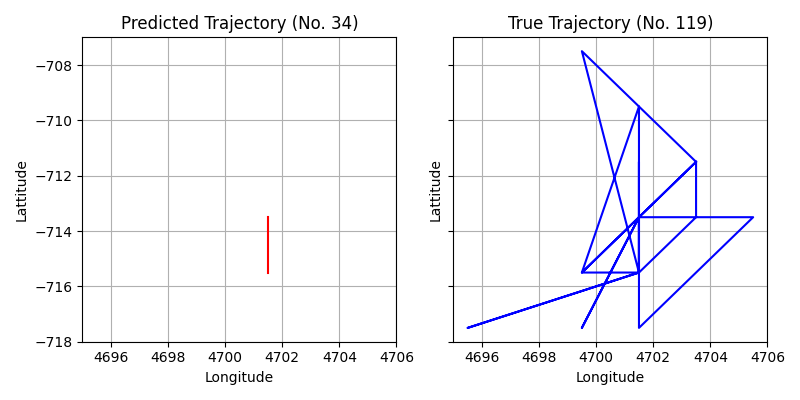 Predicted Trajectory (No. 34)
True Trajectory (No. 119)
Lattitude
−708
−710
−712
−714
−716
−718
4696 4698 4700 4702 4704 4706
Longitude
Lattitude
4696 4698 4700 4702 4704 4706
Longitude